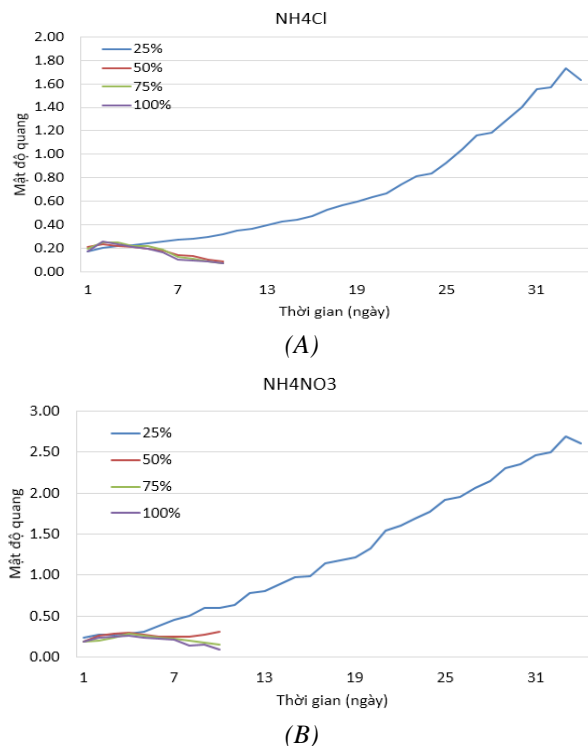 NH4Cl
2.00
1.80
1.60
1.40
1.20
1.00
0.80
0.60
0.40
0.20
0.00
Mật độ quang
25%
50%
75%
100%
1 7 13 19 25 31
Thời gian (ngày)
(A)
NH4NO3
3.00
2.50
2.00
1.50
1.00
0.50
0.00
Mật độ quang
25%
50%
75%
100%
1 7 13 19 25 31
Thời gian (ngày)
(B)